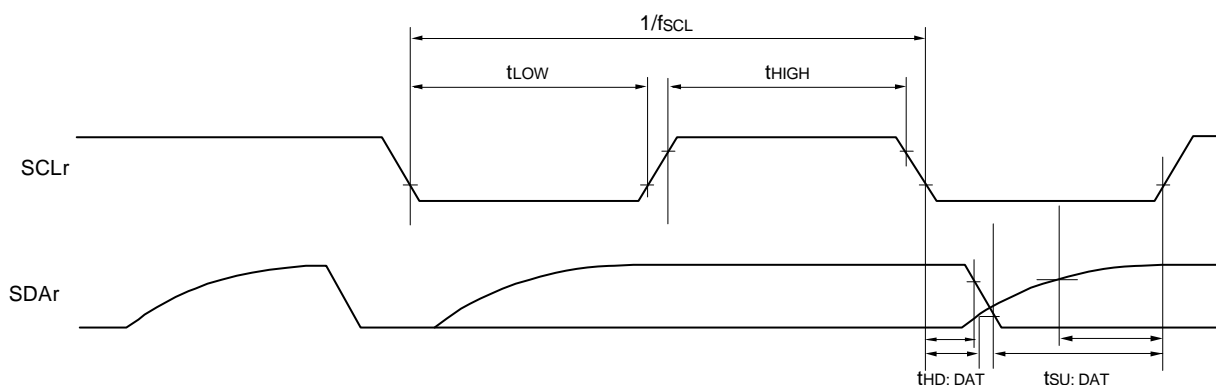 1/fSCL
tLOW tHIGH
SCLr
SDAr
tHD: DAT tSU: DAT